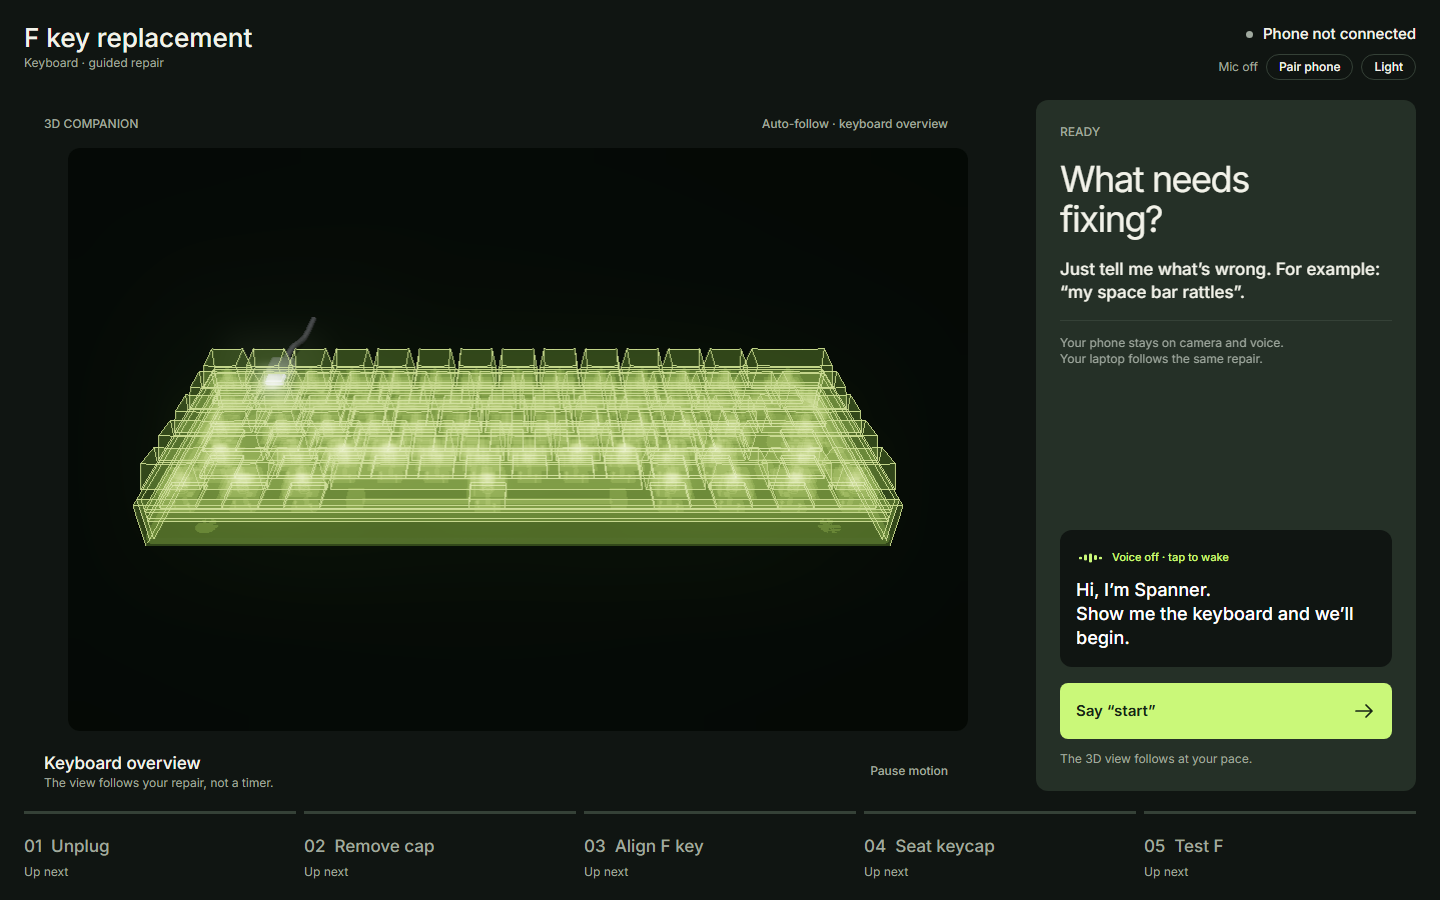 F key replacement
Keyboard · guided repair
Phone not connected
Mic off
Pair phone
Light
3D COMPANION
Auto-follow · keyboard overview
READY
What needs
fixing?
Just tell me what’s wrong. For example:
“my space bar rattles”.
Your phone stays on camera and voice.
Your laptop follows the same repair.
Voice off · tap to wake
Hi, I’m Spanner.
Show me the keyboard and we’ll
begin.
Say “start”
The 3D view follows at your pace.
Keyboard overview
The view follows your repair, not a timer.
Pause motion
01 Unplug
Up next
02 Remove cap
Up next
03 Align F key
Up next
04 Seat keycap
Up next
05 Test F
Up next